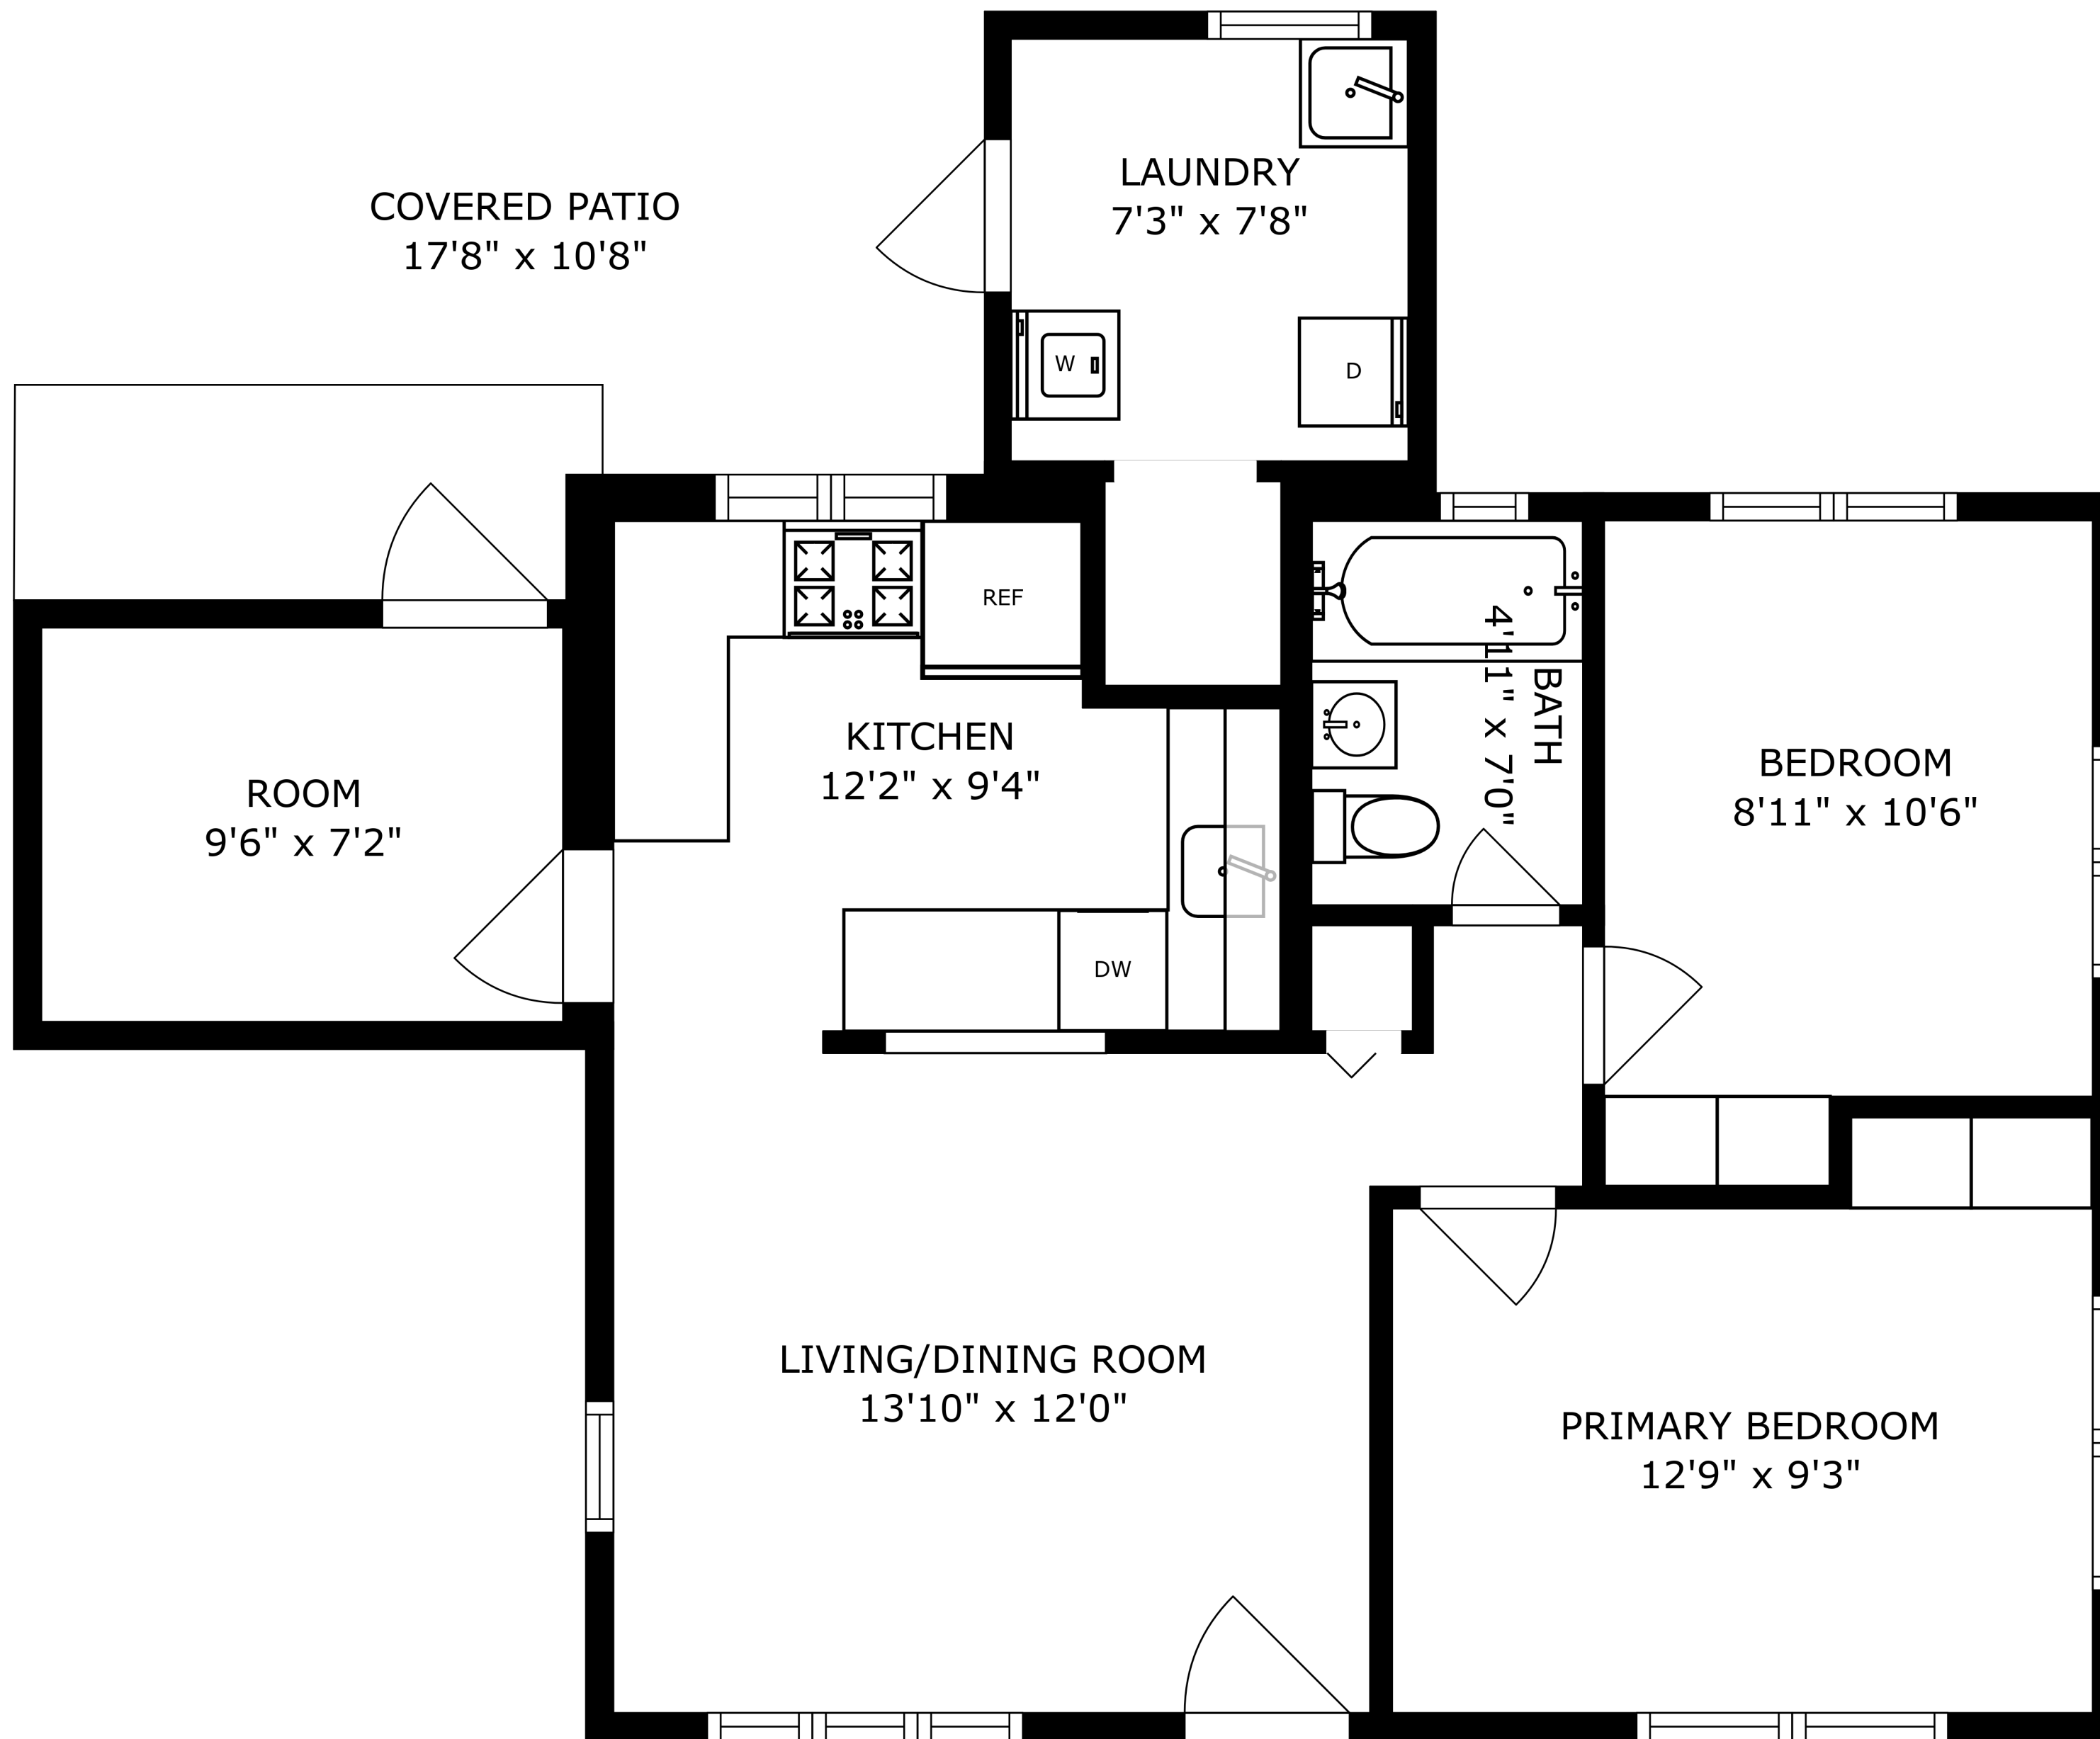 LAUNDRY
7'3" x 7'8"
COVERED PATIO
17'8" x 10'8"
W
D
REF
BATH
4'11" x 7'0"
KITCHEN
12'2" x 9'4"
BEDROOM
8'11" x 10'6"
ROOM
9'6" x 7'2"
DW
LIVING/DINING ROOM
13'10" x 12'0"
PRIMARY BEDROOM
12'9" x 9'3"